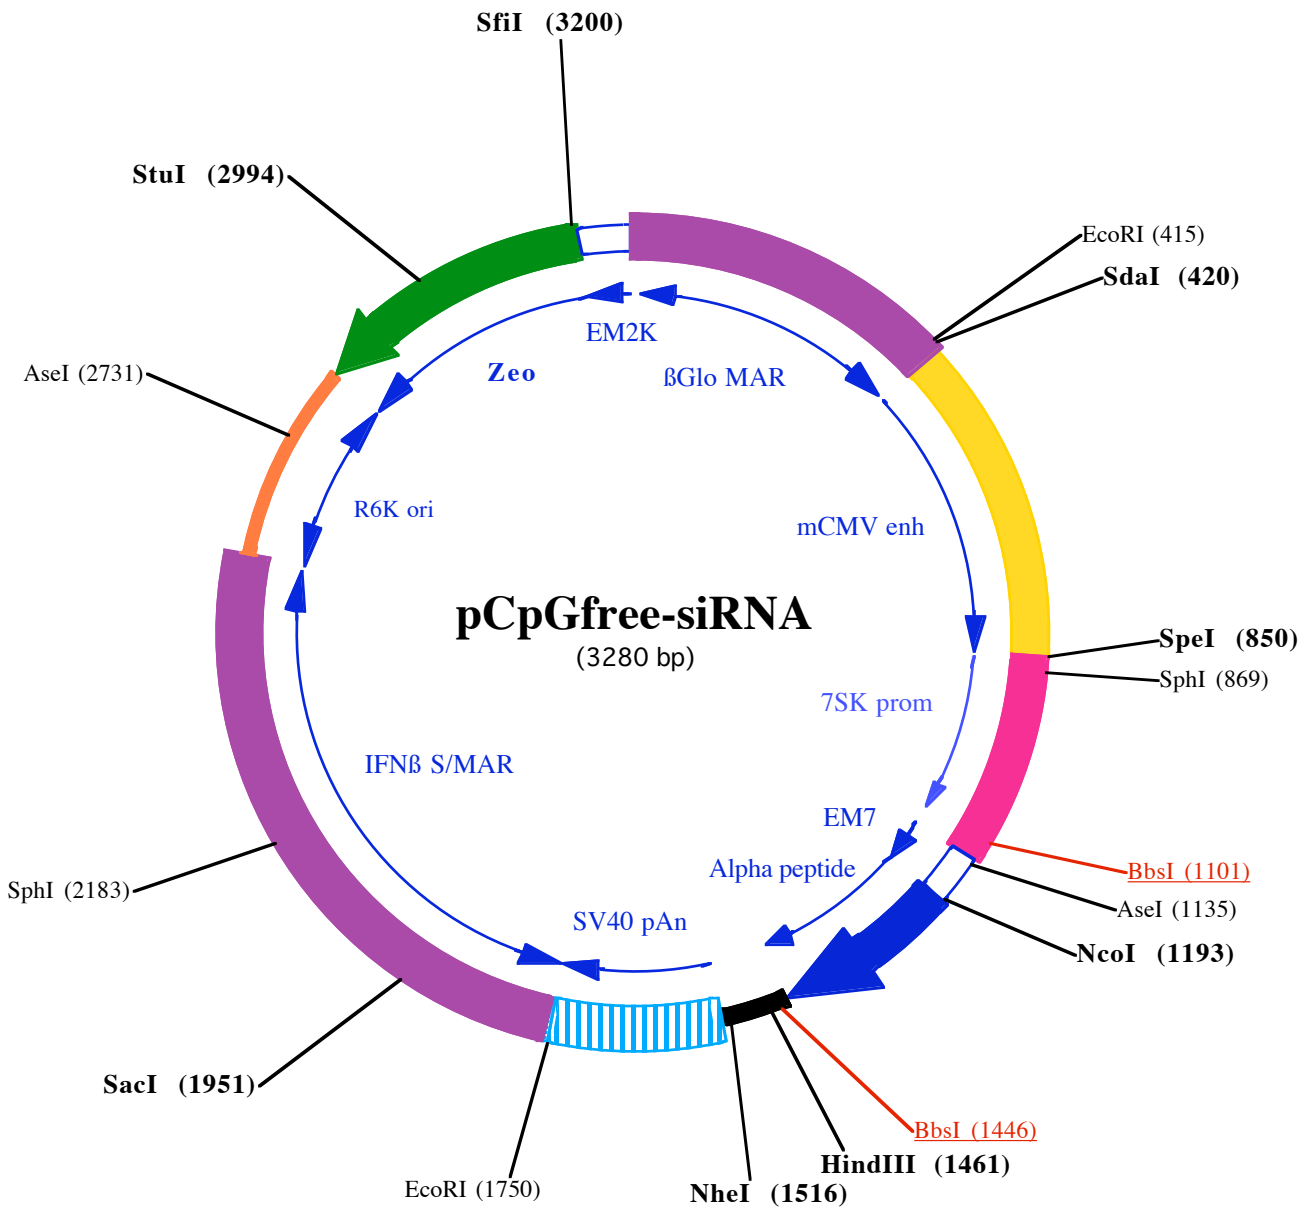 SfiI (3200)
StuI (2994)
EcoRI (415)
SdaI (420)
EM2K
Zeo
ßGlo MAR
AseI (2731)
R6K ori
mCMV enh
pCpGfree-siRNA
(3280 bp)
SpeI (850)
SphI (869)
7SK prom
IFNß S/MAR
EM7
Alpha peptide
BbsI (1101)
SphI (2183)
AseI (1135)
SV40 pAn
NcoI (1193)
SacI (1951)
BbsI (1446)
HindIII (1461)
EcoRI (1750)
NheI (1516)